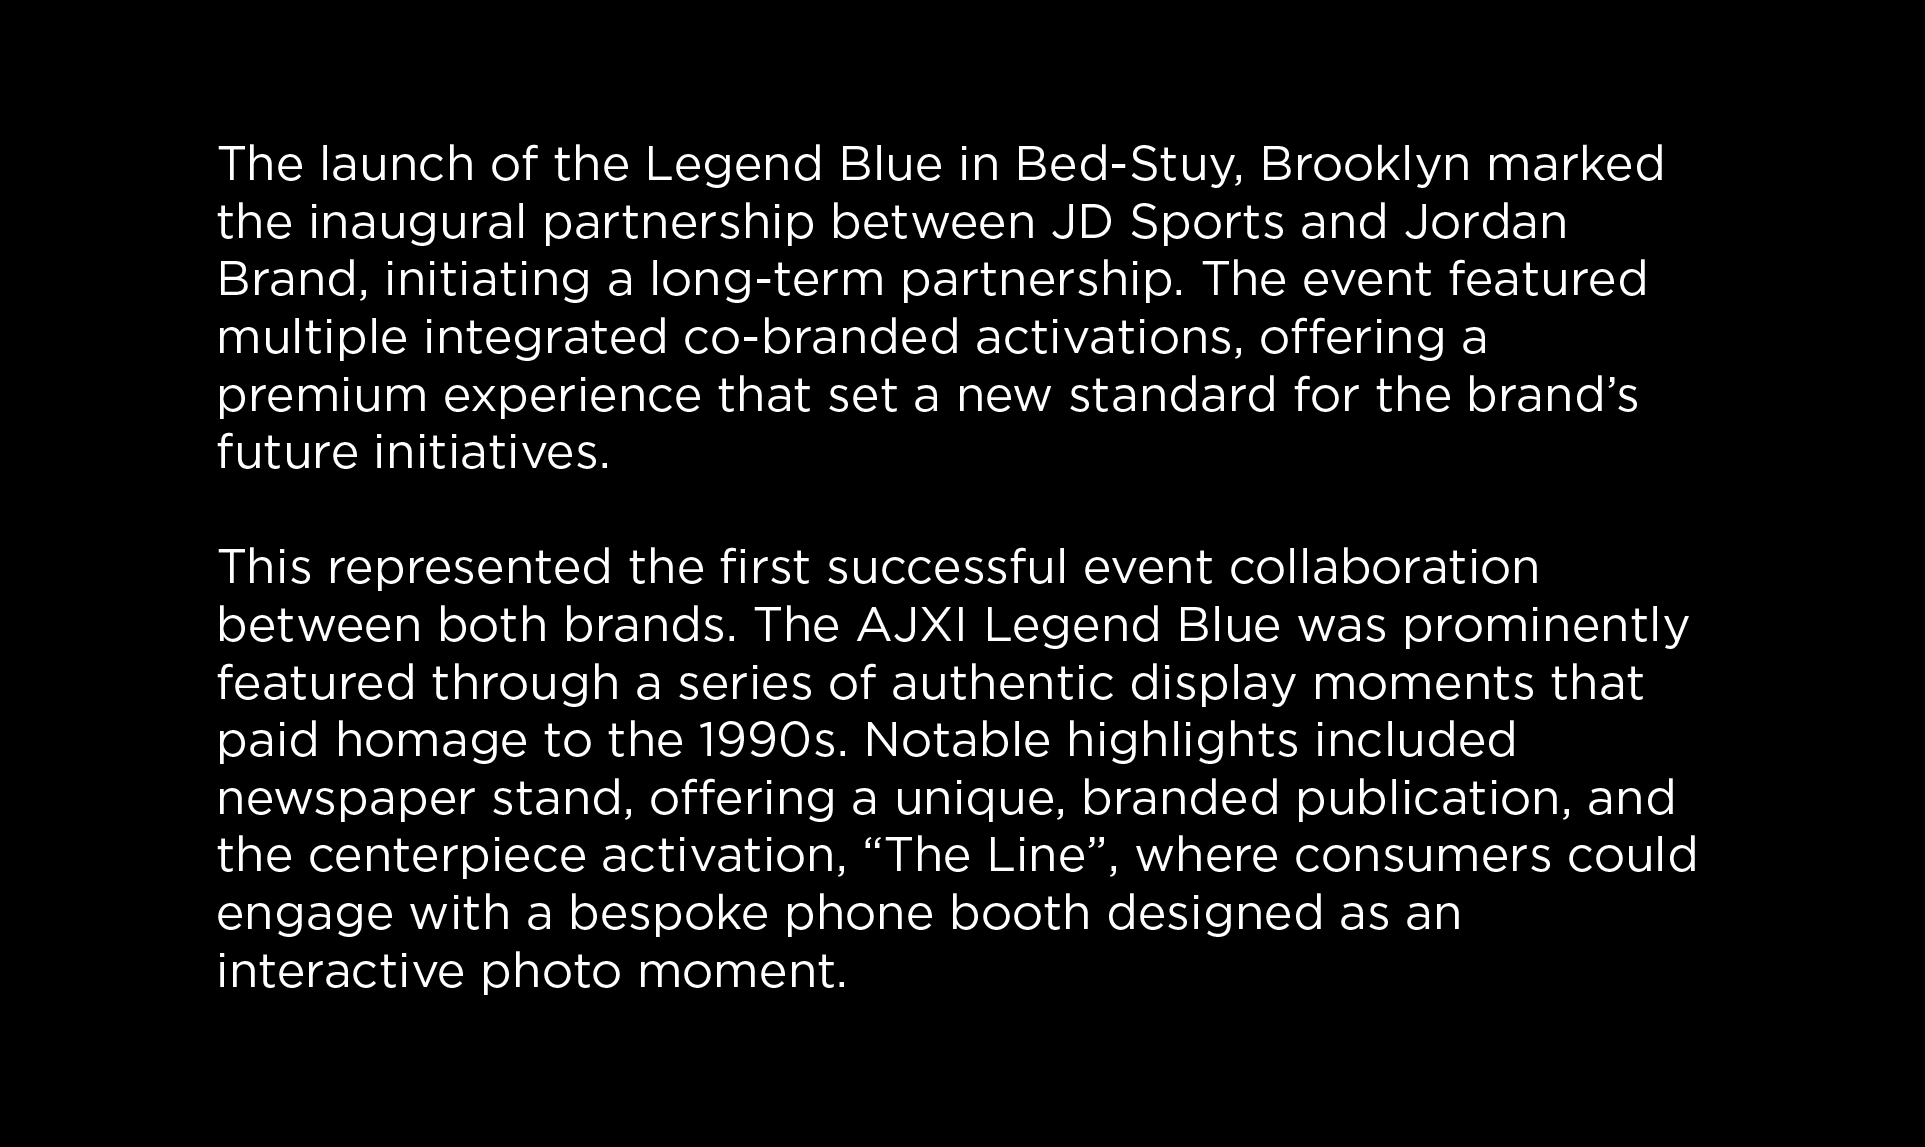 The launch of the Legend Blue in Bed-Stuy, Brooklyn marked
the inaugural partnership between JD Sports and Jordan
Brand, initiating a long-term partnership. The event featured
multiple integrated co-branded activations, offering a
premium experience that set a new standard for the brand’s
future initiatives.
This represented the first successful event collaboration
between both brands. The AJXI Legend Blue was prominently
featured through a series of authentic display moments that
paid homage to the 1990s. Notable highlights included
newspaper stand, offering a unique, branded publication, and
the centerpiece activation, “The Line”, where consumers could
engage with a bespoke phone booth designed as an
interactive photo moment.